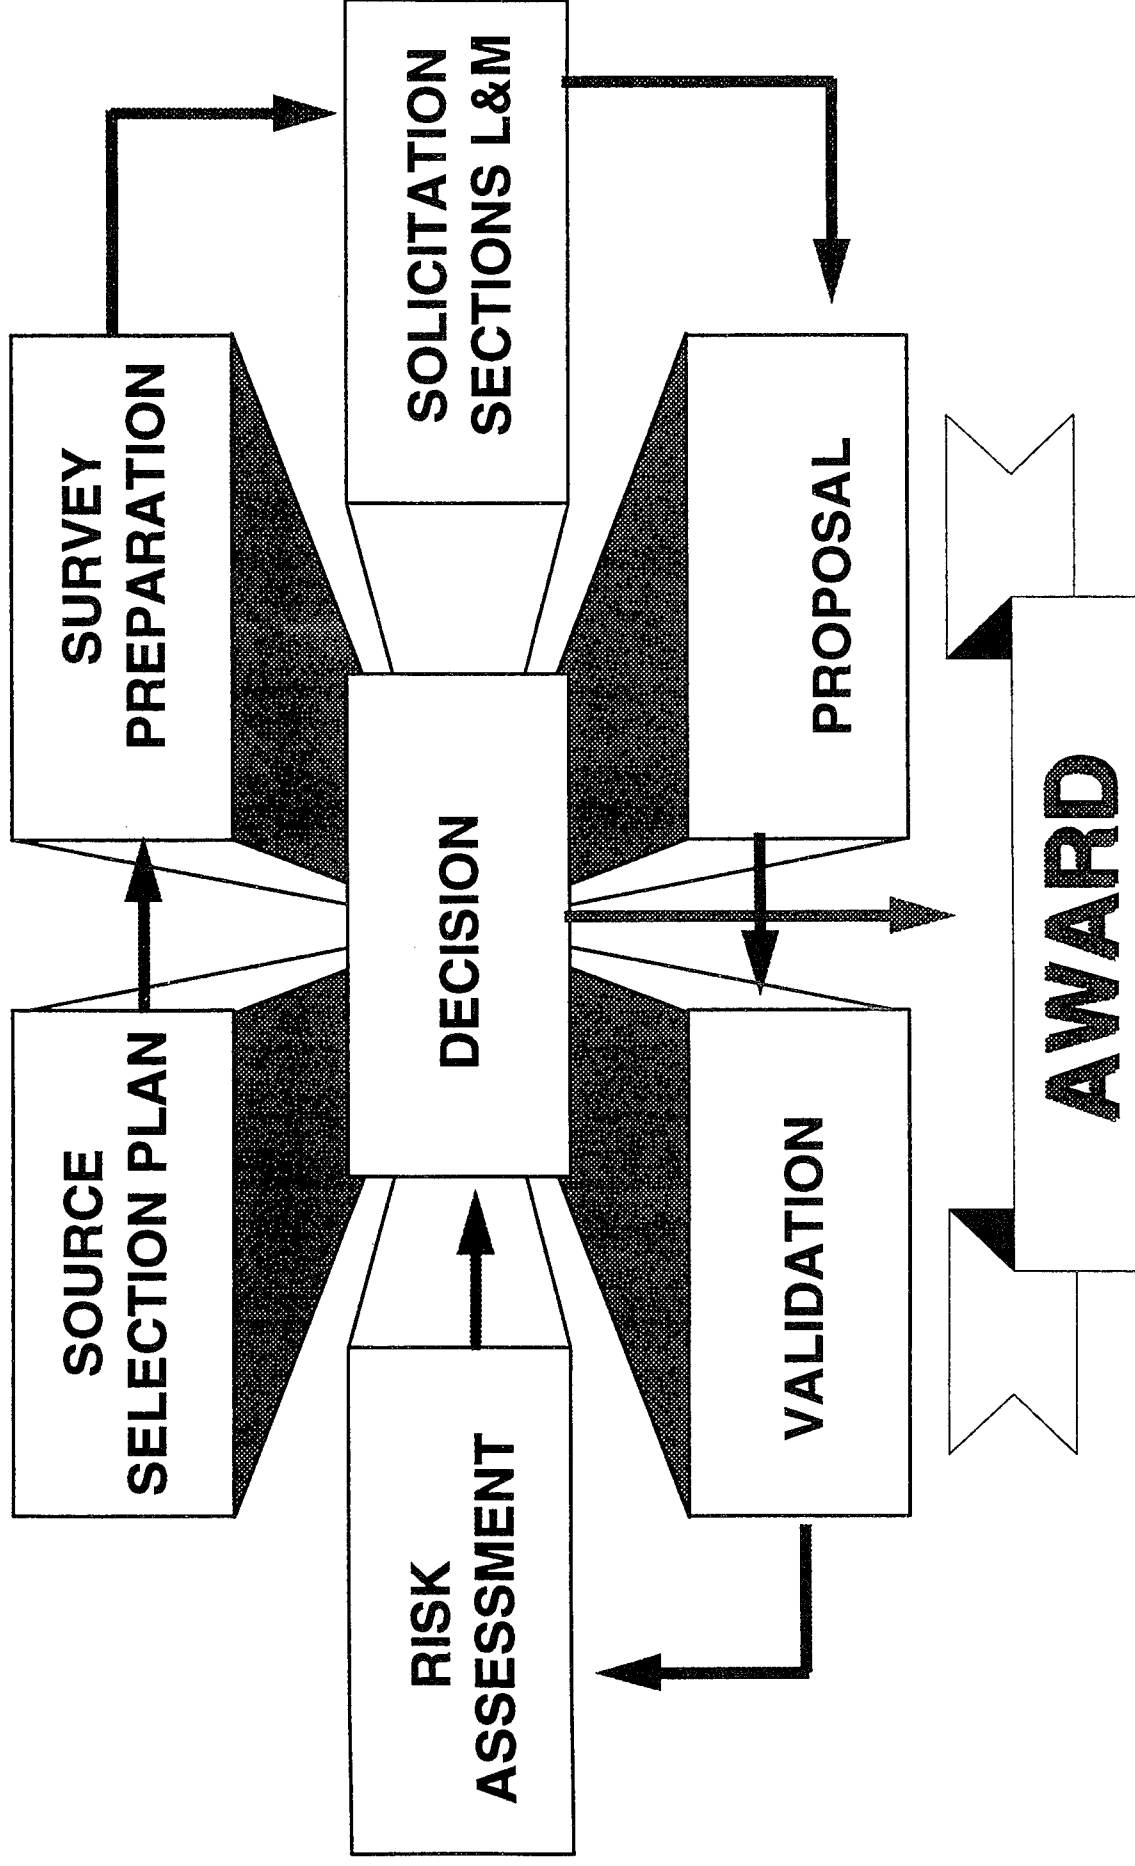 SOURCE
SELECTION PLAN
SURVEY
PREPARATION
SOLICITATION
SECTIONS L&M
PROPOSAL
VALIDATION
RISK
ASSESSMENT
DECISION
AWARD